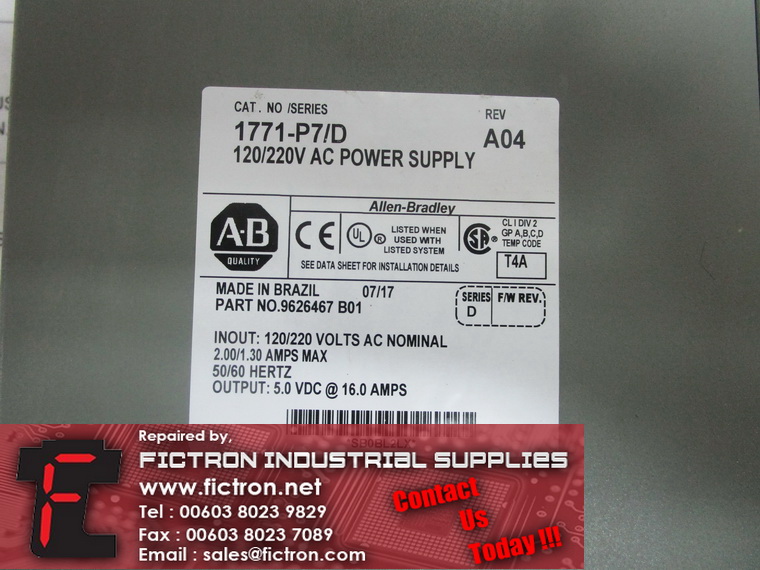 CAT. NO /SERIES
REV
1771-P7/D
A04
120/220V AC POWER SUPPLY
Allen-Bradley
A-B
QUALITY
CE
UL
®
LISTED WHEN
USED WITH
LISTED SYSTEM
SA
®
CL I DIV 2
GP A,B,C,D
TEMP CODE
T4A
SEE DATA SHEET FOR INSTALLATION DETAILS
MADE IN BRAZIL 07/17
PART NO.9626467 B01
SERIES
F/W REV.
D
INOUT: 120/220 VOLTS AC NOMINAL
2.00/1.30 AMPS MAX
50/60 HERTZ
OUTPUT: 5.0 VDC @ 16.0 AMPS
Repaired by,
FICTRON INDUSTRIAL SUPPLIES
www.fictron.net
Tel : 00603 8023 9829
Fax : 00603 8023 7089
Email : sales@fictron.com
Contact
Us
Today !!!